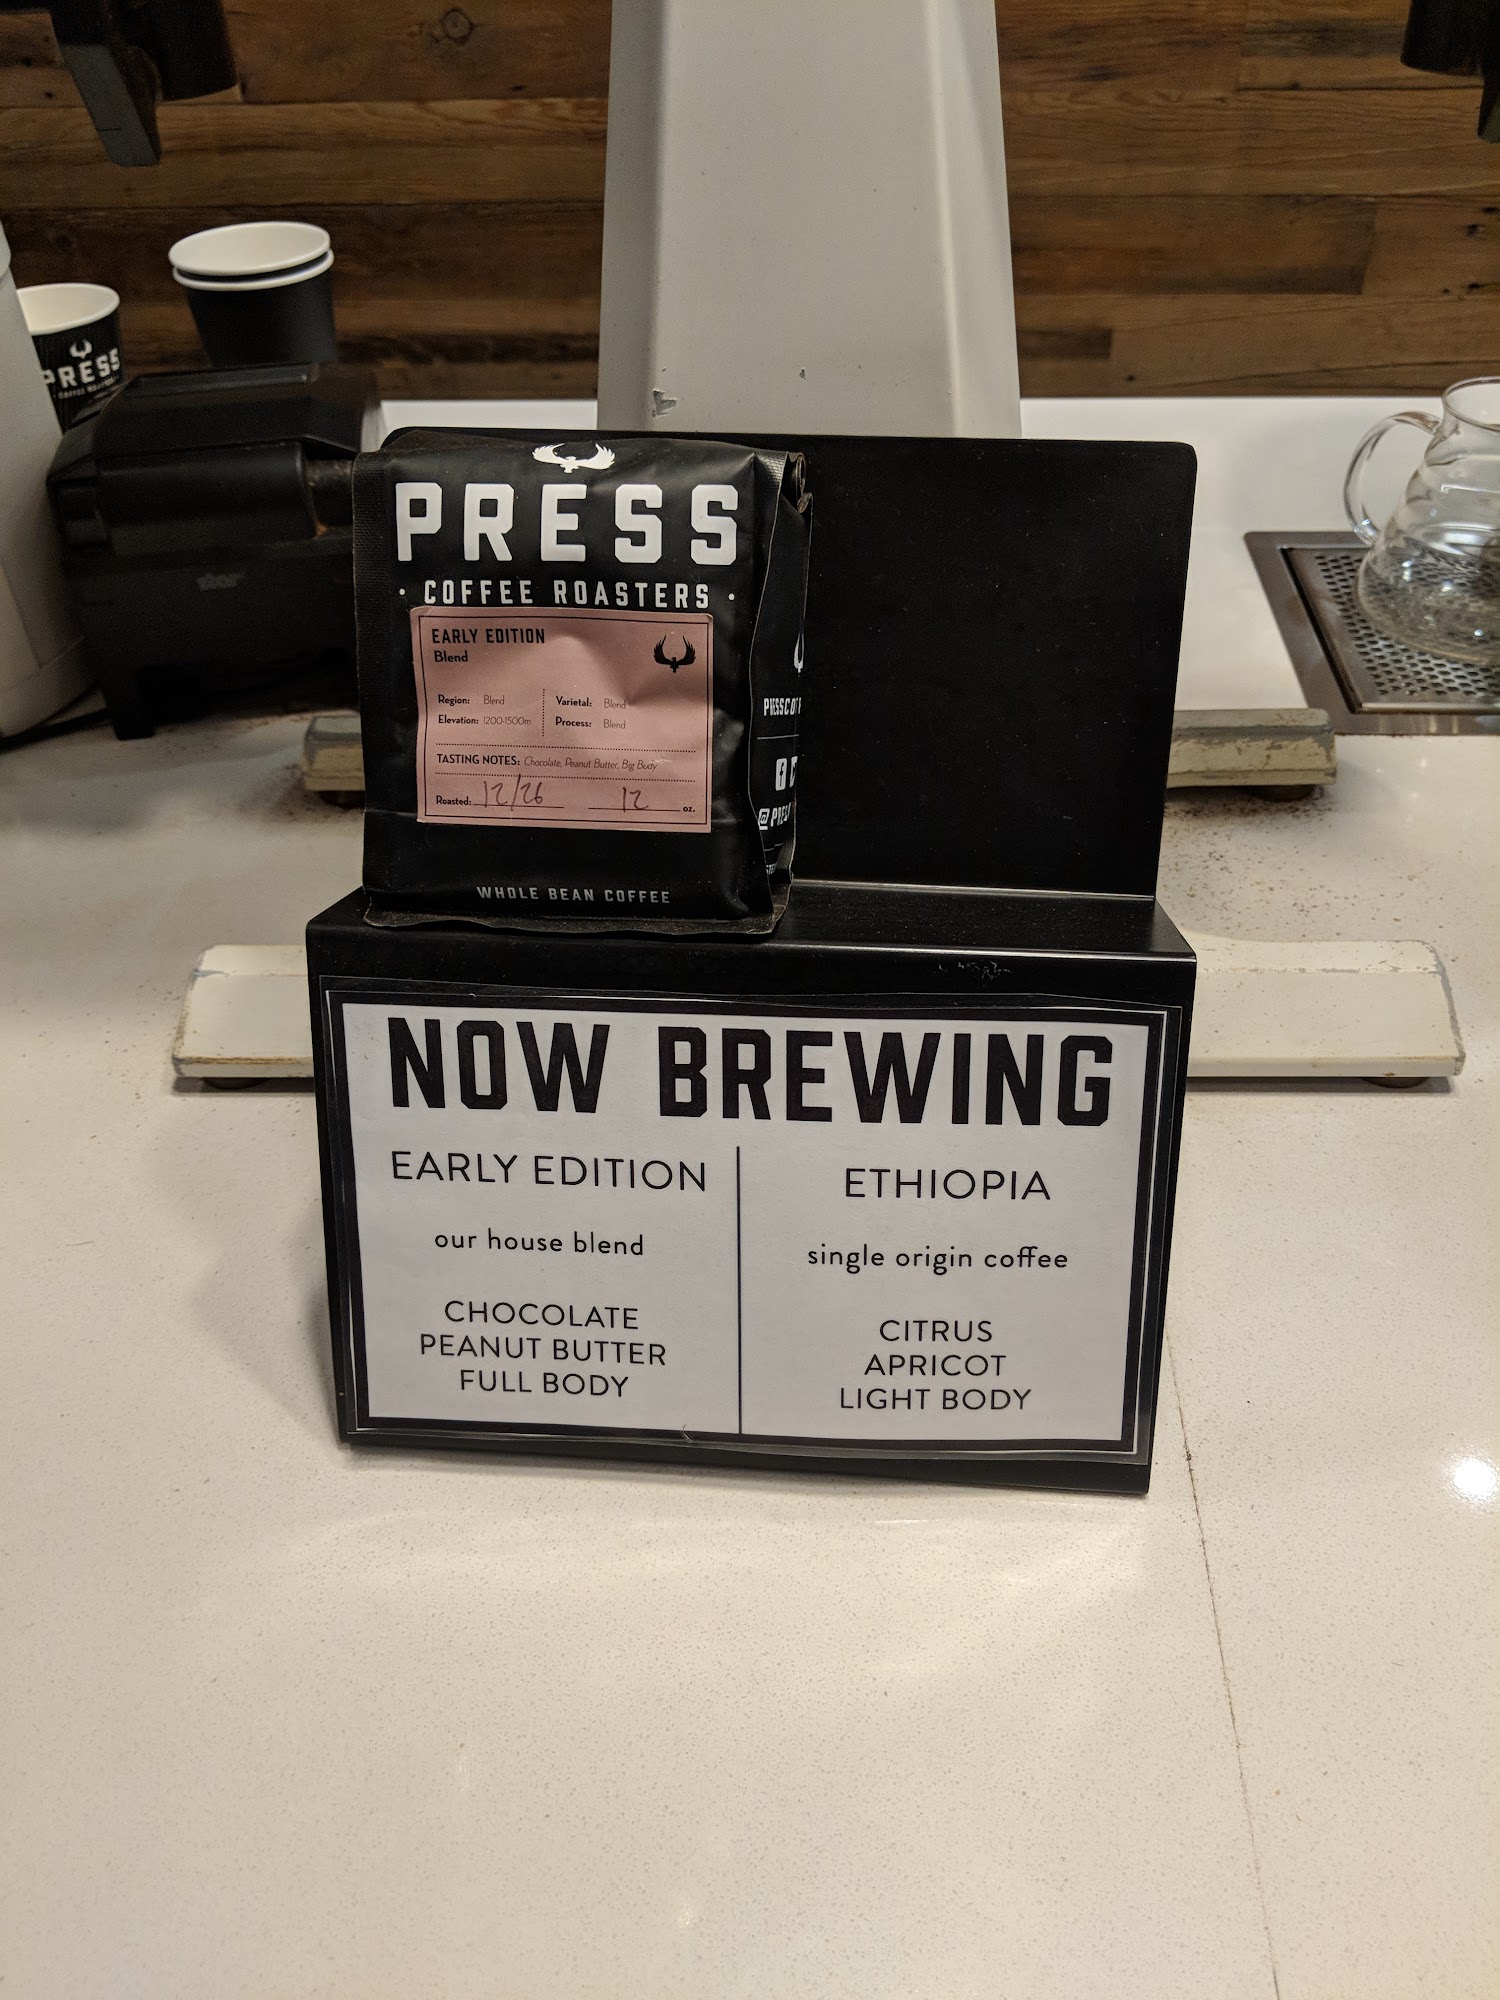 PRESS
PRESS
· COFFEE ROASTERS ·
EARLY EDITION
Blend
Region: Blend
Varietal: Blend
Elevation: 1200-1500m
Process: Blend
TASTING NOTES: Chocolate, Peanut Butter, Big Body
Roasted: 12/26 12 oz.
WHOLE BEAN COFFEE
NOW BREWING
EARLY EDITION
our house blend
CHOCOLATE
PEANUT BUTTER
FULL BODY
ETHIOPIA
single origin coffee
CITRUS
APRICOT
LIGHT BODY